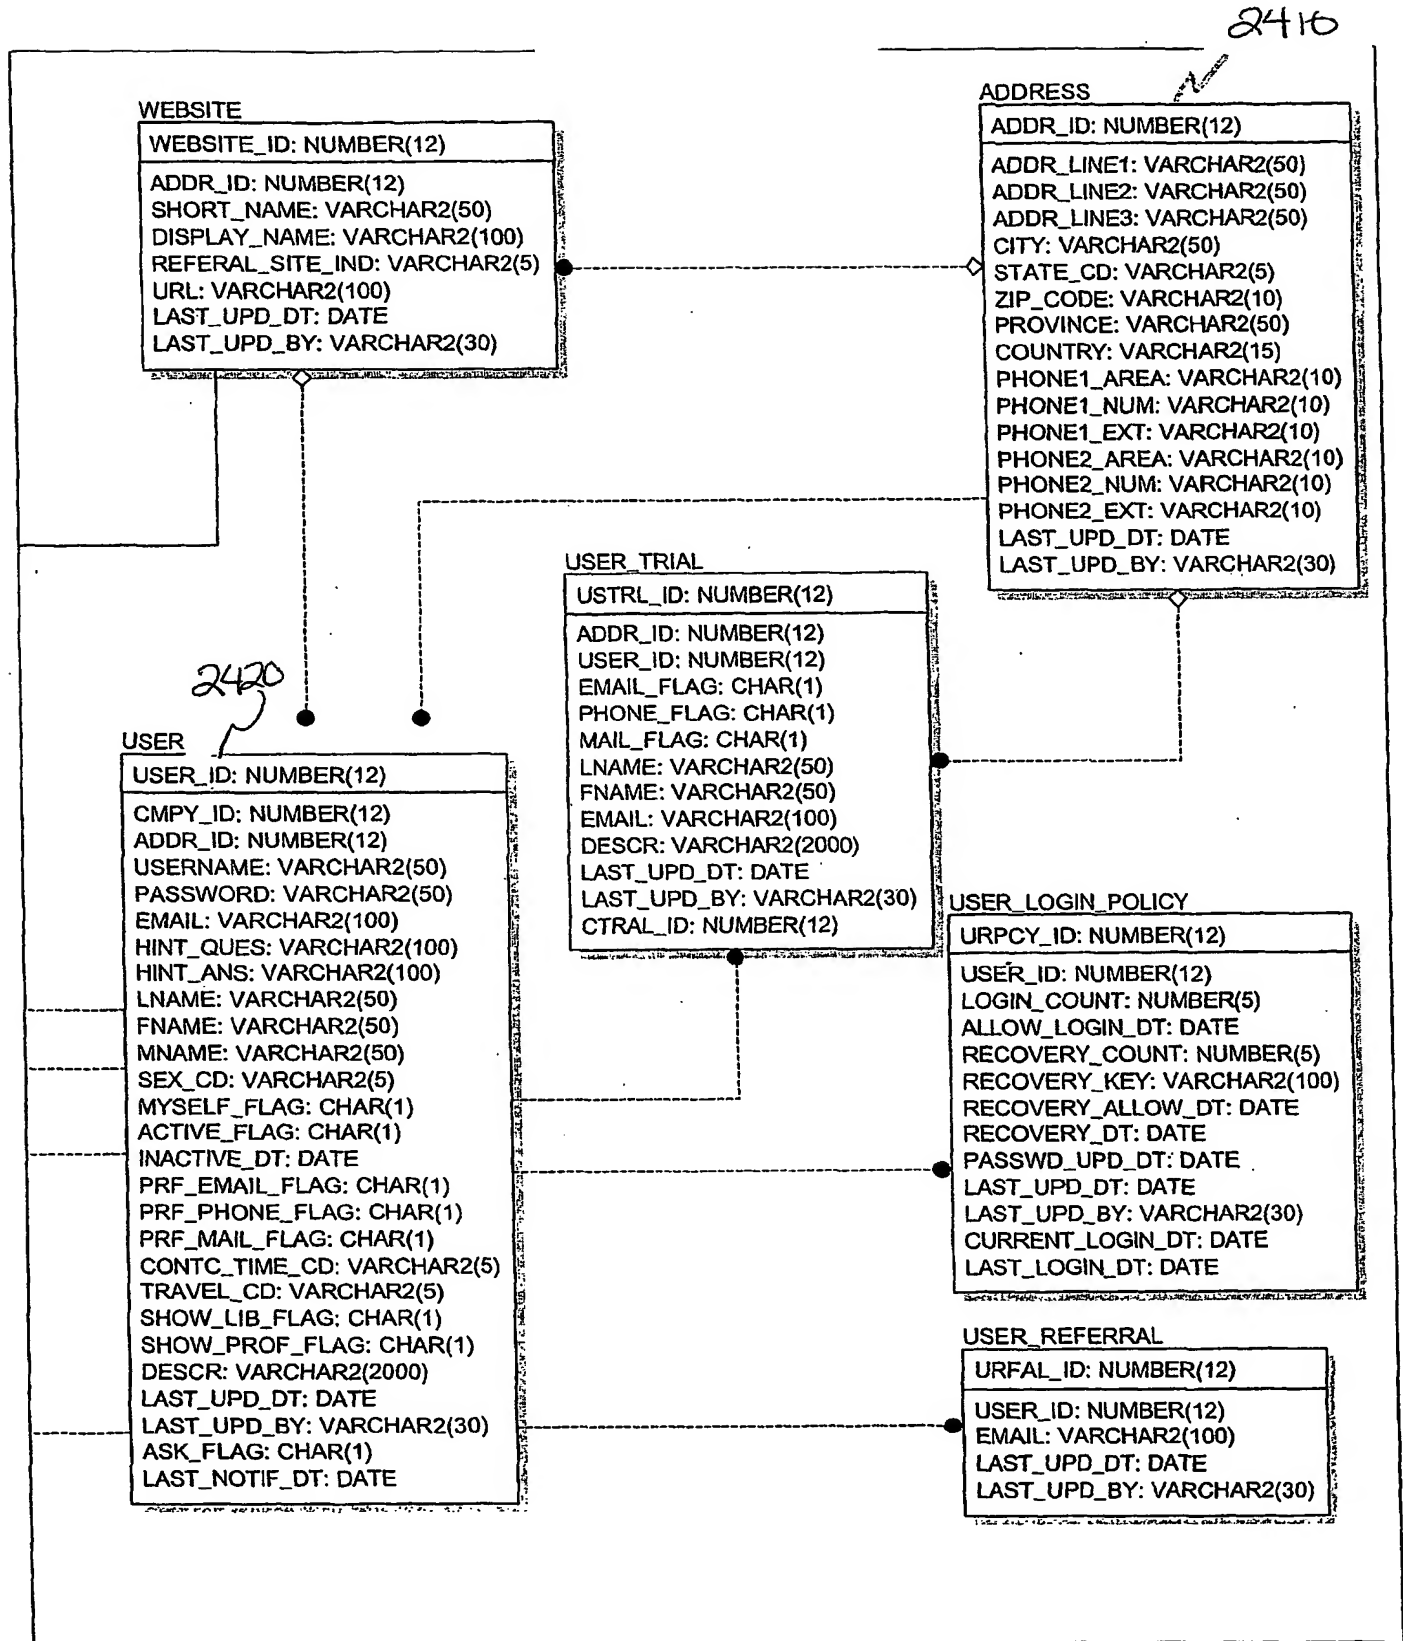 2410
WEBSITE
WEBSITE_ID: NUMBER(12)
ADDR_ID: NUMBER(12)
SHORT_NAME: VARCHAR2(50)
DISPLAY_NAME: VARCHAR2(100)
REFERAL_SITE_IND: VARCHAR2(5)
URL: VARCHAR2(100)
LAST_UPD_DT: DATE
LAST_UPD_BY: VARCHAR2(30)
ADDRESS
ADDR_ID: NUMBER(12)
ADDR_LINE1: VARCHAR2(50)
ADDR_LINE2: VARCHAR2(50)
ADDR_LINE3: VARCHAR2(50)
CITY: VARCHAR2(50)
STATE_CD: VARCHAR2(5)
ZIP_CODE: VARCHAR2(10)
PROVINCE: VARCHAR2(50)
COUNTRY: VARCHAR2(15)
PHONE1_AREA: VARCHAR2(10)
PHONE1_NUM: VARCHAR2(10)
PHONE1_EXT: VARCHAR2(10)
PHONE2_AREA: VARCHAR2(10)
PHONE2_NUM: VARCHAR2(10)
PHONE2_EXT: VARCHAR2(10)
LAST_UPD_DT: DATE
LAST_UPD_BY: VARCHAR2(30)
USER_TRIAL
USTRL_ID: NUMBER(12)
ADDR_ID: NUMBER(12)
USER_ID: NUMBER(12)
EMAIL_FLAG: CHAR(1)
PHONE_FLAG: CHAR(1)
MAIL_FLAG: CHAR(1)
LNAME: VARCHAR2(50)
FNAME: VARCHAR2(50)
EMAIL: VARCHAR2(100)
DESCR: VARCHAR2(2000)
LAST_UPD_DT: DATE
LAST_UPD_BY: VARCHAR2(30)
CTRAL_ID: NUMBER(12)
2420
USER
USER_ID: NUMBER(12)
CMPY_ID: NUMBER(12)
ADDR_ID: NUMBER(12)
USERNAME: VARCHAR2(50)
PASSWORD: VARCHAR2(50)
EMAIL: VARCHAR2(100)
HINT_QUES: VARCHAR2(100)
HINT_ANS: VARCHAR2(100)
LNAME: VARCHAR2(50)
FNAME: VARCHAR2(50)
MNAME: VARCHAR2(50)
SEX_CD: VARCHAR2(5)
MYSELF_FLAG: CHAR(1)
ACTIVE_FLAG: CHAR(1)
INACTIVE_DT: DATE
PRF_EMAIL_FLAG: CHAR(1)
PRF_PHONE_FLAG: CHAR(1)
PRF_MAIL_FLAG: CHAR(1)
CONTC_TIME_CD: VARCHAR2(5)
TRAVEL_CD: VARCHAR2(5)
SHOW_LIB_FLAG: CHAR(1)
SHOW_PROF_FLAG: CHAR(1)
DESCR: VARCHAR2(2000)
LAST_UPD_DT: DATE
LAST_UPD_BY: VARCHAR2(30)
ASK_FLAG: CHAR(1)
LAST_NOTIF_DT: DATE
USER_LOGIN_POLICY
URPCY_ID: NUMBER(12)
USER_ID: NUMBER(12)
LOGIN_COUNT: NUMBER(5)
ALLOW_LOGIN_DT: DATE
RECOVERY_COUNT: NUMBER(5)
RECOVERY_KEY: VARCHAR2(100)
RECOVERY_ALLOW_DT: DATE
RECOVERY_DT: DATE
PASSWD_UPD_DT: DATE
LAST_UPD_DT: DATE
LAST_UPD_BY: VARCHAR2(30)
CURRENT_LOGIN_DT: DATE
LAST_LOGIN_DT: DATE
USER_REFERRAL
URFAL_ID: NUMBER(12)
USER_ID: NUMBER(12)
EMAIL: VARCHAR2(100)
LAST_UPD_DT: DATE
LAST_UPD_BY: VARCHAR2(30)